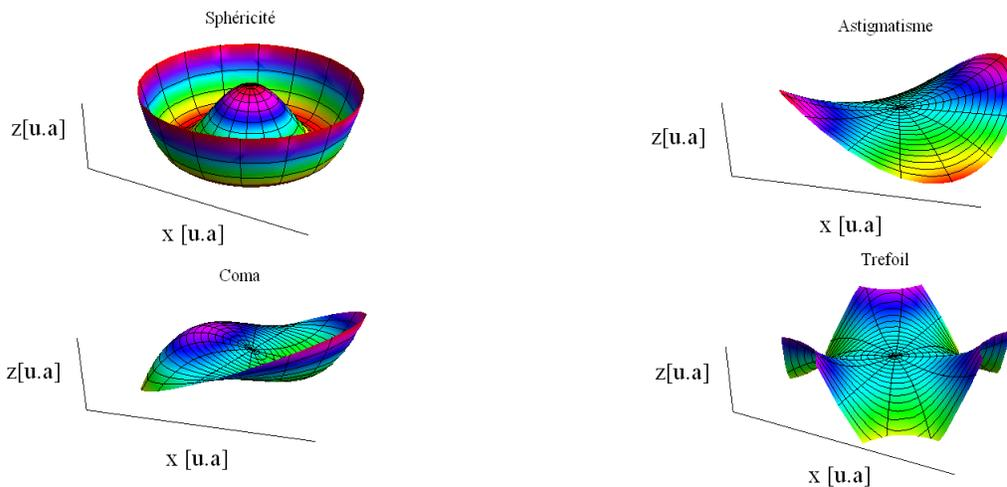 Sphéricité
z[u.a]
x [u.a]
Astigmatisme
z[u.a]
x [u.a]
Coma
z[u.a]
x [u.a]
Trefoil
z[u.a]
x [u.a]